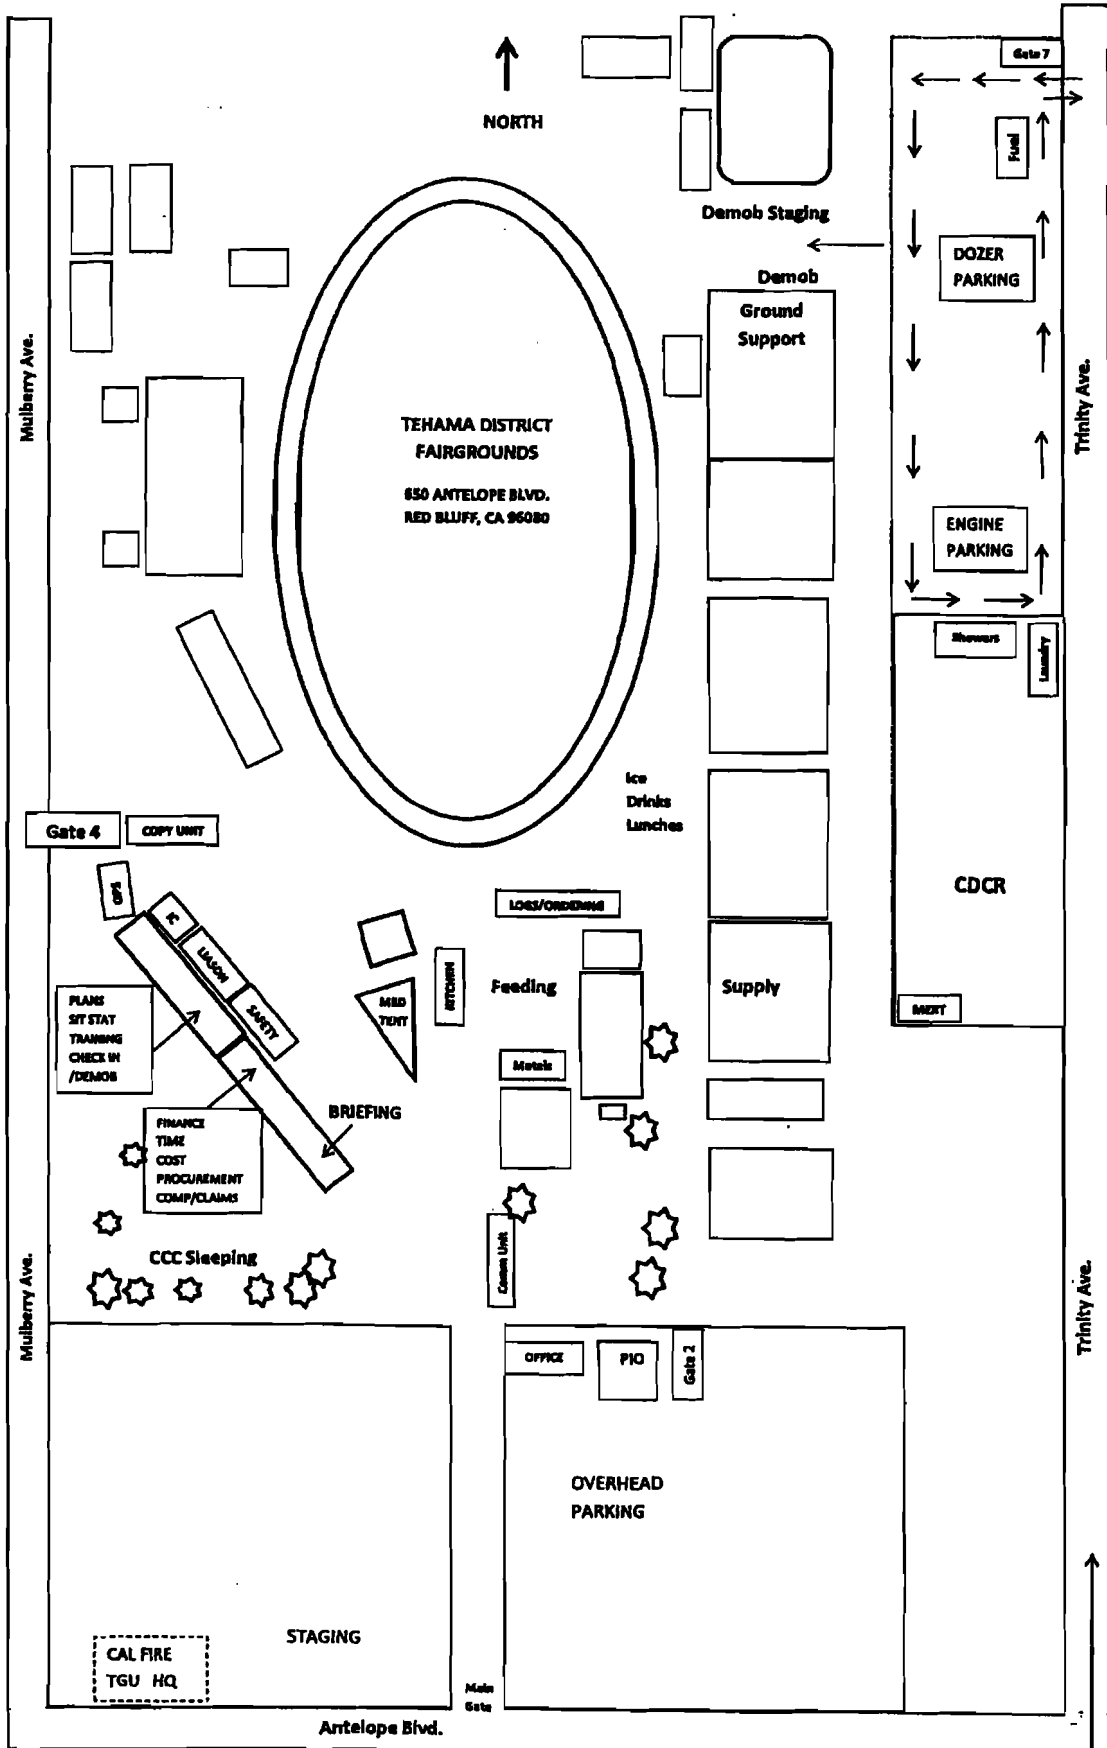 Gate 7
NORTH
Fuel
Demob Staging
DOZER
PARKING
Demob
Ground
Support
Mulberry Ave.
Trinity Ave.
TEHAMA DISTRICT
FAIRGROUNDS
650 ANTELOPE BLVD.
RED BLUFF, CA 96080
ENGINE
PARKING
Showers
Laundry
Ice
Drinks
Lunches
Gate 4
COPY UNIT
OPS
IC
LIASON
SAFETY
LOGS/ORDERING
CDCR
KITCHEN
Feeding
Supply
MED
TENT
MERT
PLANS
SIT STAT
TRAINING
CHECK IN
/DEMOB
Motels
BRIEFING
FINANCE
TIME
COST
PROCUREMENT
COMP/CLAIMS
Comm Unit
CCC Sleeping
Mulberry Ave.
Trinity Ave.
OFFICE
PIO
Gate 2
OVERHEAD
PARKING
STAGING
CAL FIRE
TGU HQ
Main
Gate
Antelope Blvd.